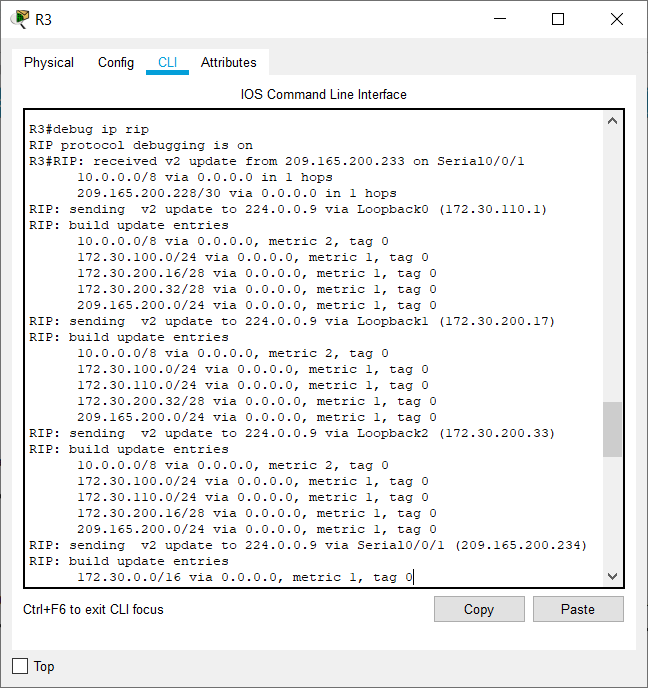 R3
Physical Config CLI Attributes
IOS Command Line Interface
R3#debug ip rip
RIP protocol debugging is on
R3#RIP: received v2 update from 209.165.200.233 on Serial0/0/1
10.0.0.0/8 via 0.0.0.0 in 1 hops
209.165.200.228/30 via 0.0.0.0 in 1 hops
RIP: sending  v2 update to 224.0.0.9 via Loopback0 (172.30.110.1)
RIP: build update entries
10.0.0.0/8 via 0.0.0.0, metric 2, tag 0
172.30.100.0/24 via 0.0.0.0, metric 1, tag 0
172.30.200.16/28 via 0.0.0.0, metric 1, tag 0
172.30.200.32/28 via 0.0.0.0, metric 1, tag 0
209.165.200.0/24 via 0.0.0.0, metric 1, tag 0
RIP: sending  v2 update to 224.0.0.9 via Loopback1 (172.30.200.17)
RIP: build update entries
10.0.0.0/8 via 0.0.0.0, metric 2, tag 0
172.30.100.0/24 via 0.0.0.0, metric 1, tag 0
172.30.110.0/24 via 0.0.0.0, metric 1, tag 0
172.30.200.32/28 via 0.0.0.0, metric 1, tag 0
209.165.200.0/24 via 0.0.0.0, metric 1, tag 0
RIP: sending  v2 update to 224.0.0.9 via Loopback2 (172.30.200.33)
RIP: build update entries
10.0.0.0/8 via 0.0.0.0, metric 2, tag 0
172.30.100.0/24 via 0.0.0.0, metric 1, tag 0
172.30.110.0/24 via 0.0.0.0, metric 1, tag 0
172.30.200.16/28 via 0.0.0.0, metric 1, tag 0
209.165.200.0/24 via 0.0.0.0, metric 1, tag 0
RIP: sending  v2 update to 224.0.0.9 via Serial0/0/1 (209.165.200.234)
RIP: build update entries
172.30.0.0/16 via 0.0.0.0, metric 1, tag 0
Ctrl+F6 to exit CLI focus Copy Paste
Top